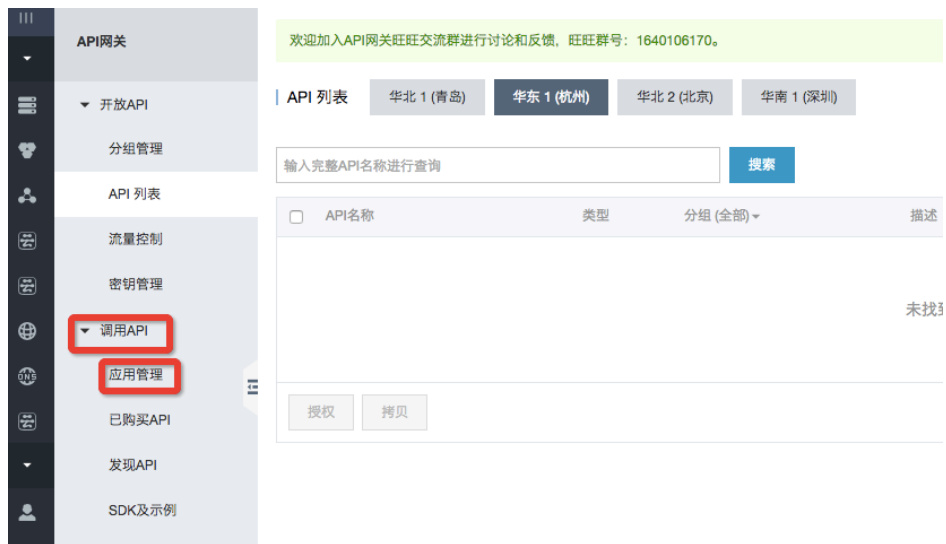 API网关
开放API
分组管理
API 列表
流量控制
密钥管理
调用API
应用管理
已购买API
发现API
SDK及示例
DNS
欢迎加入API网关旺旺交流群进行讨论和反馈，旺旺群号：1640106170。
API 列表 华北 1 (青岛) 华东 1 (杭州) 华北 2 (北京) 华南 1 (深圳)
输入完整API名称进行查询 搜索
API名称 类型 分组 (全部) 描述
未找到
授权 拷贝